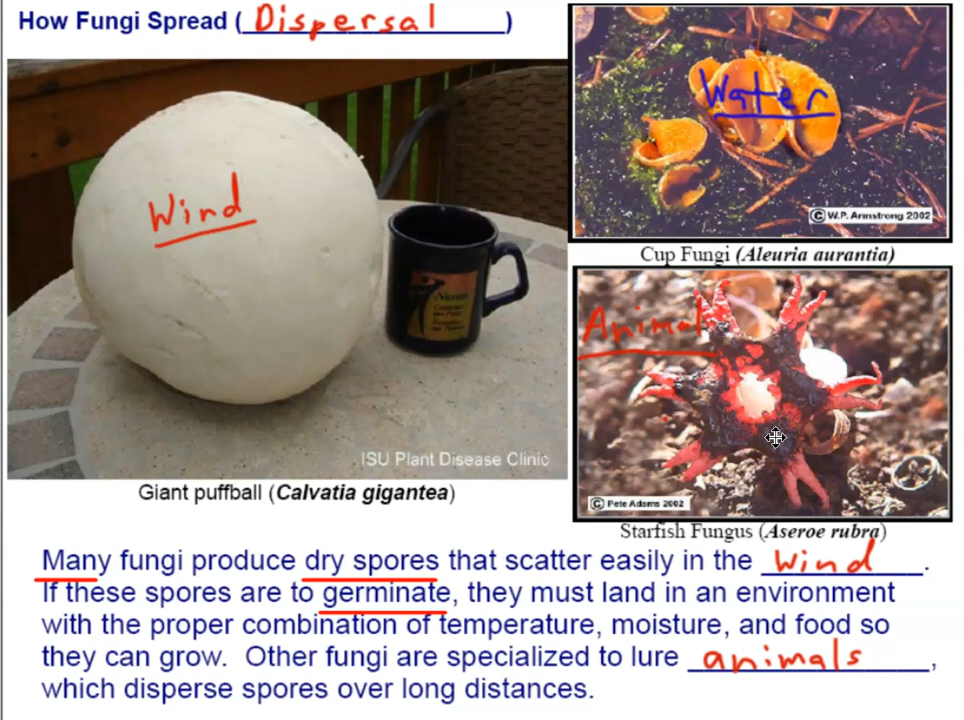 How Fungi Spread (Dispersal)
Wind
ISU Plant Disease Clinic
Giant puffball (Calvatia gigantea)
Water
© W.P. Armstrong 2002
Cup Fungi (Aleuria aurantia)
Animal
© Pete Adams 2002
Starfish Fungus (Aseroe rubra)
Many fungi produce dry spores that scatter easily in the wind.
If these spores are to germinate, they must land in an environment
with the proper combination of temperature, moisture, and food so
they can grow. Other fungi are specialized to lure animals,
which disperse spores over long distances.